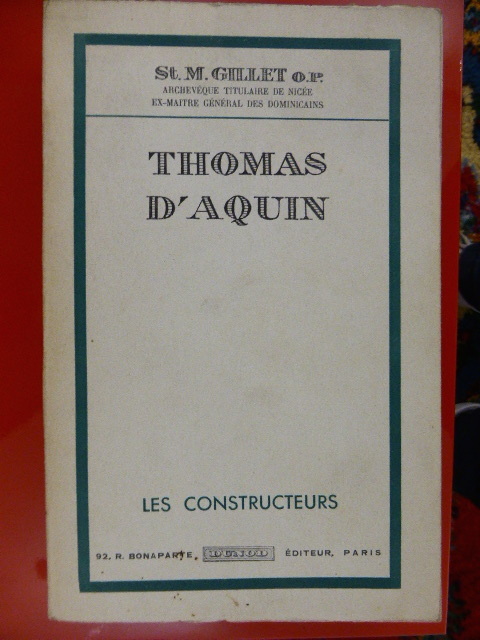 St. M. GILLET O.P.
ARCHEVÊQUE TITULAIRE DE NICÉE
EX-MAITRE GÉNÉRAL DES DOMINICAINS
THOMAS
D'AQUIN
LES CONSTRUCTEURS
92, R. BONAPARTE, DUNOD ÉDITEUR, PARIS